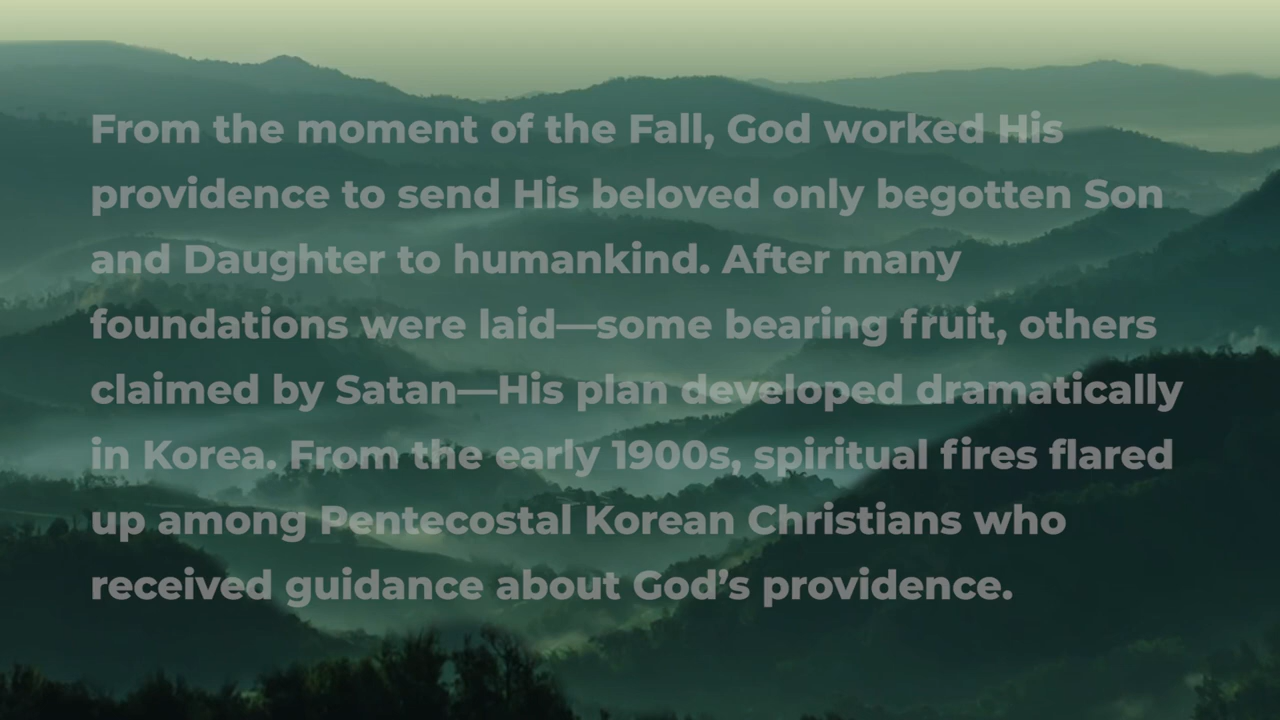 From the moment of the Fall, God worked His
providence to send His beloved only begotten Son
and Daughter to humankind. After many
foundations were laid—some bearing fruit, others
claimed by Satan—His plan developed dramatically
in Korea. From the early 1900s, spiritual fires flared
up among Pentecostal Korean Christians who
received guidance about God’s providence.